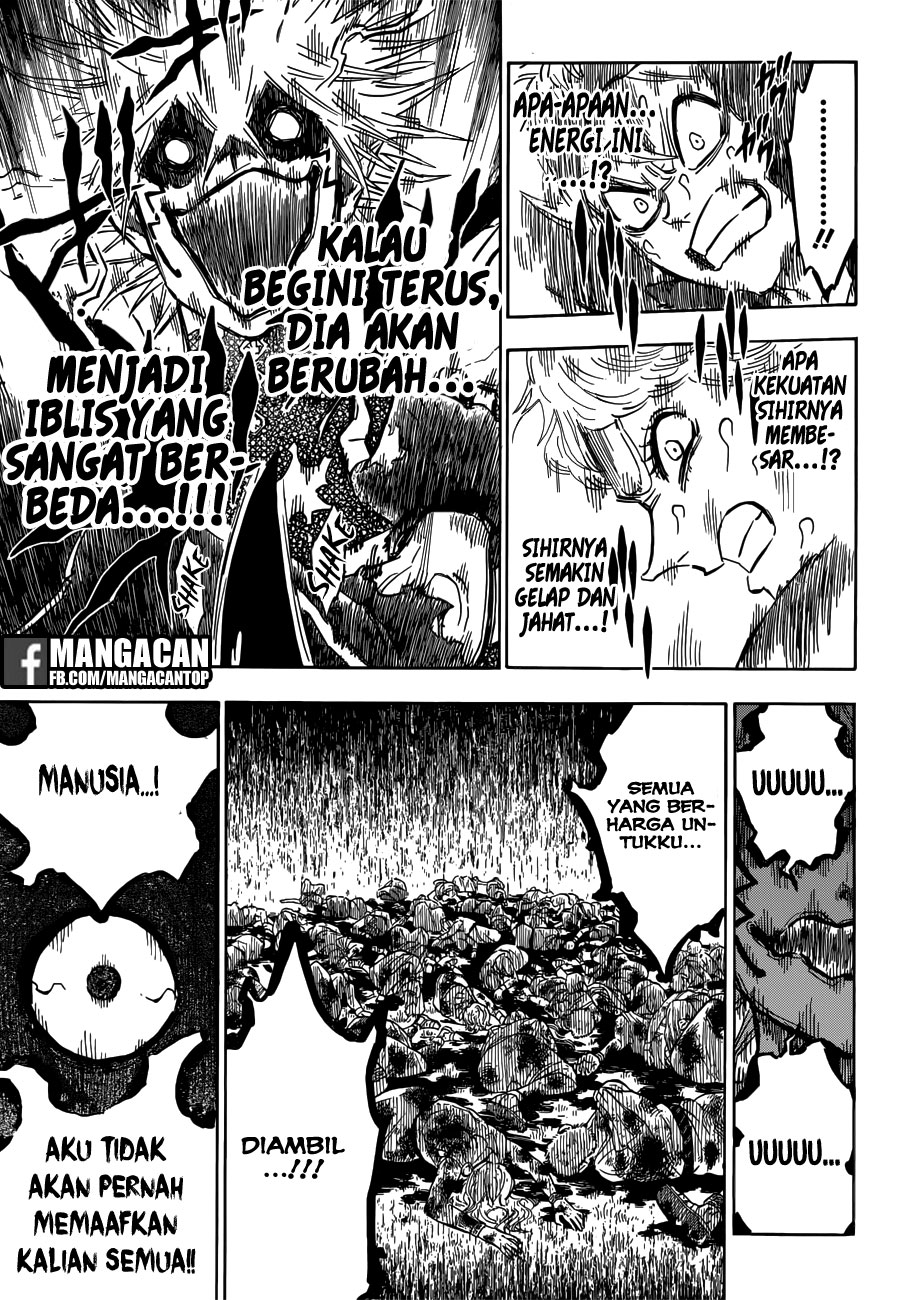 ガガ
APA-APAAN...
ENERGI INI
....!?
..........!!
APA
KEKUATAN
SIHIRNYA
MEMBE-
SAR...!?
SIHIRNYA
SEMAKIN
GELAP DAN
JAHAT...!
KALAU
BEGINI TERUS,
DIA AKAN
BERUBAH...
MENJADI
IBLIS YANG
SANGAT BER-
BEDA...!!!
SHAKE
SHAKE
MANGACAN
FB.COM/MANGACANTOP
UUUUU...
UUUUU...
SEMUA
YANG BER-
HARGA UN-
TUKKU...
DIAMBIL
...!!!
MANUSIA...!
AKU TIDAK
AKAN PERNAH
MEMAAFKAN
KALIAN SEMUA!!